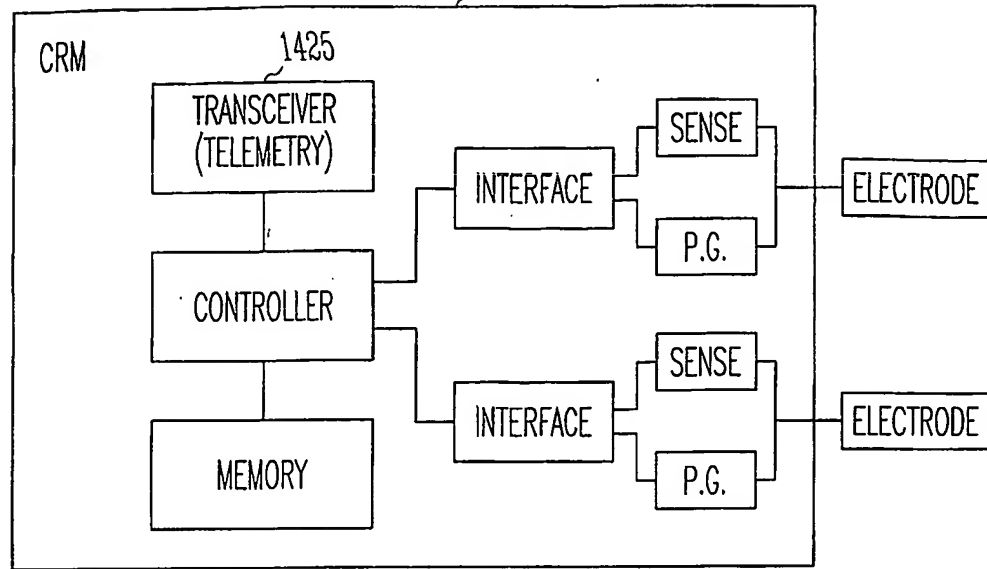 CRM
1425
TRANSCEIVER
(TELEMETRY)
CONTROLLER
MEMORY
INTERFACE
SENSE
P.G.
ELECTRODE
INTERFACE
SENSE
P.G.
ELECTRODE